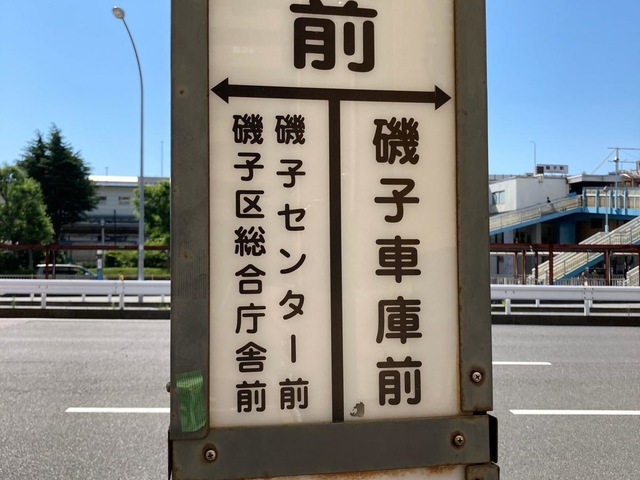 前
磯子車庫前
磯子センター前
磯子区総合庁舎前